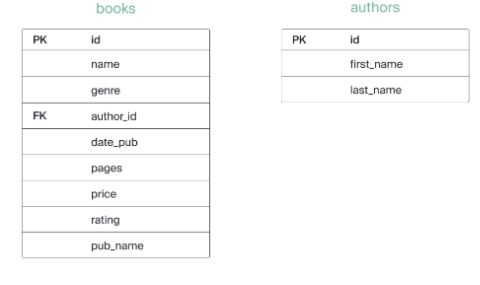 books
PK id
name
genre
FK author_id
date_pub
pages
price
rating
pub_name
authors
PK id
first_name
last_name